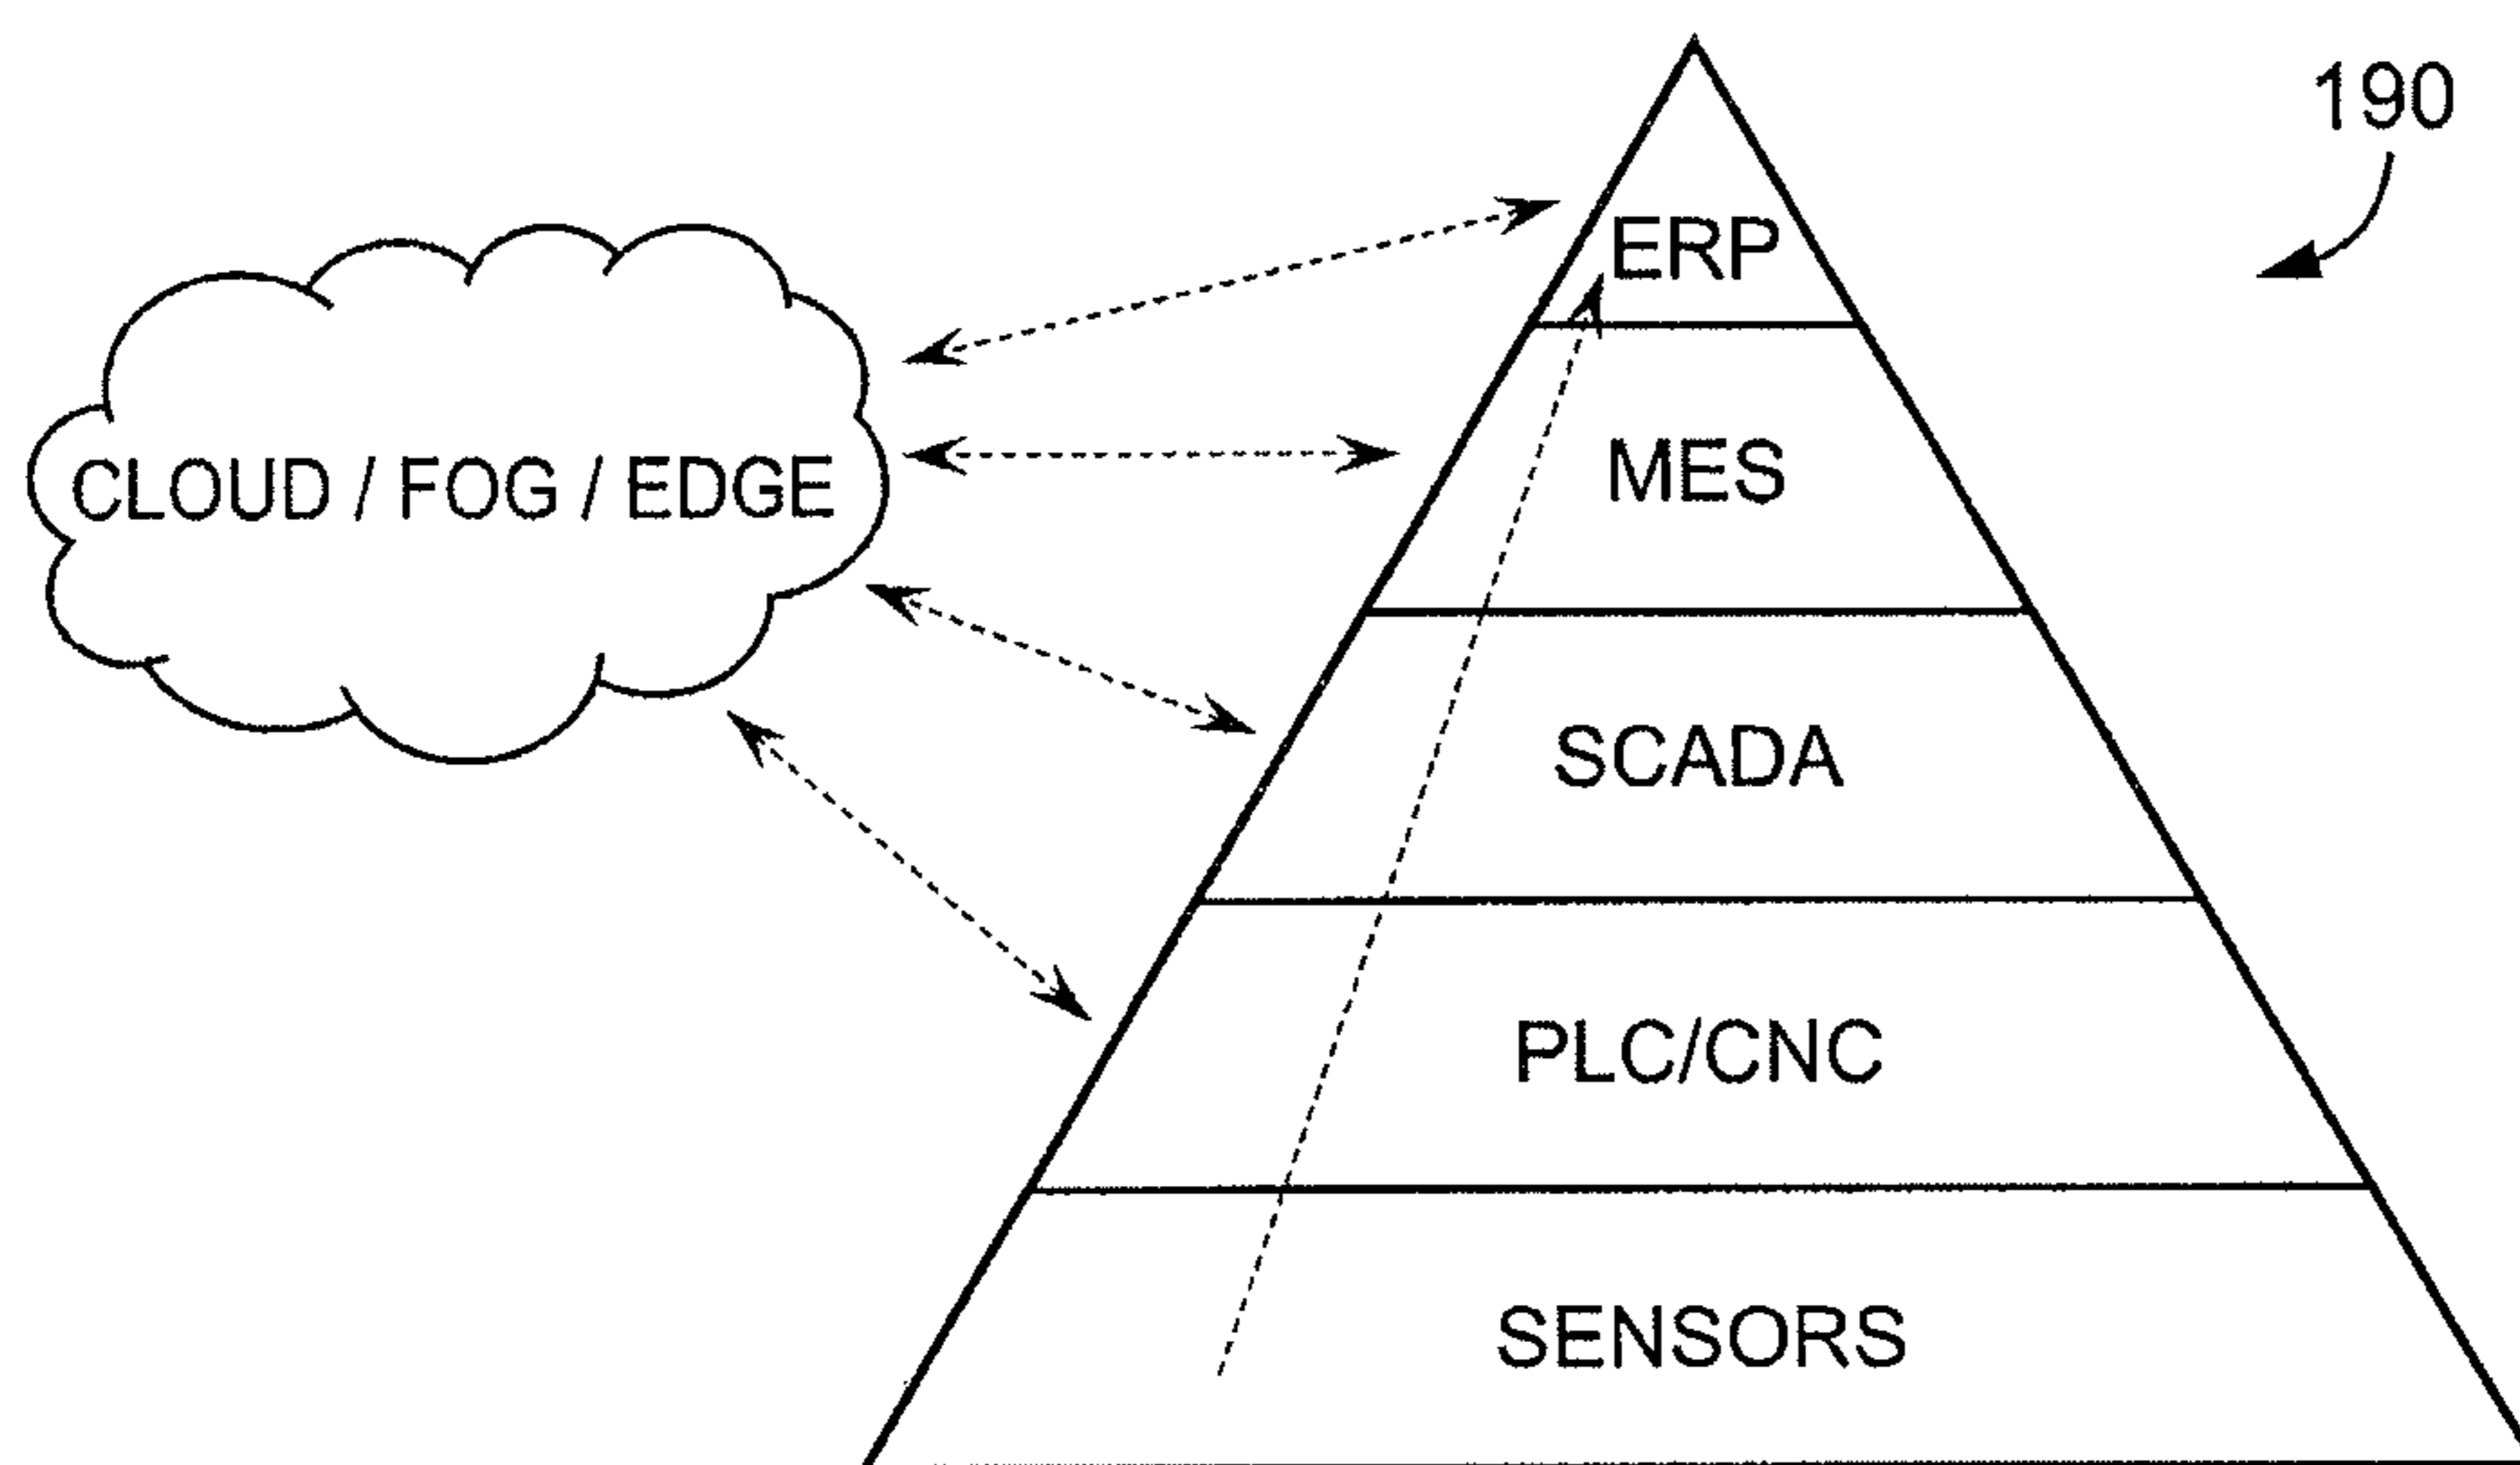 190
ERP
MES
CLOUD / FOG / EDGE
SCADA
PLC/CNC
SENSORS